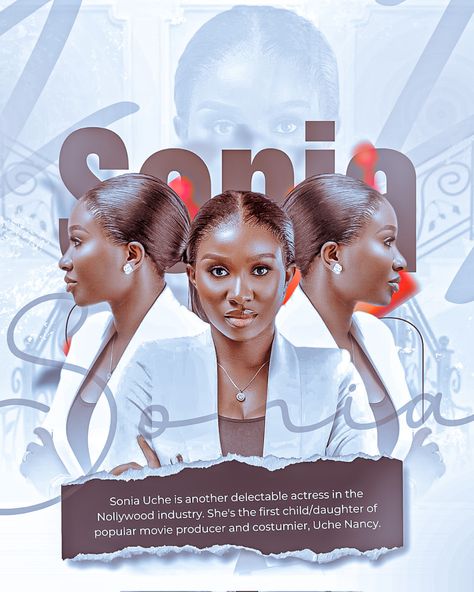 Sonia
Sonia
Sonia Uche is another delectable actress in the
Nollywood industry. She's the first child/daughter of
popular movie producer and costumier, Uche Nancy.